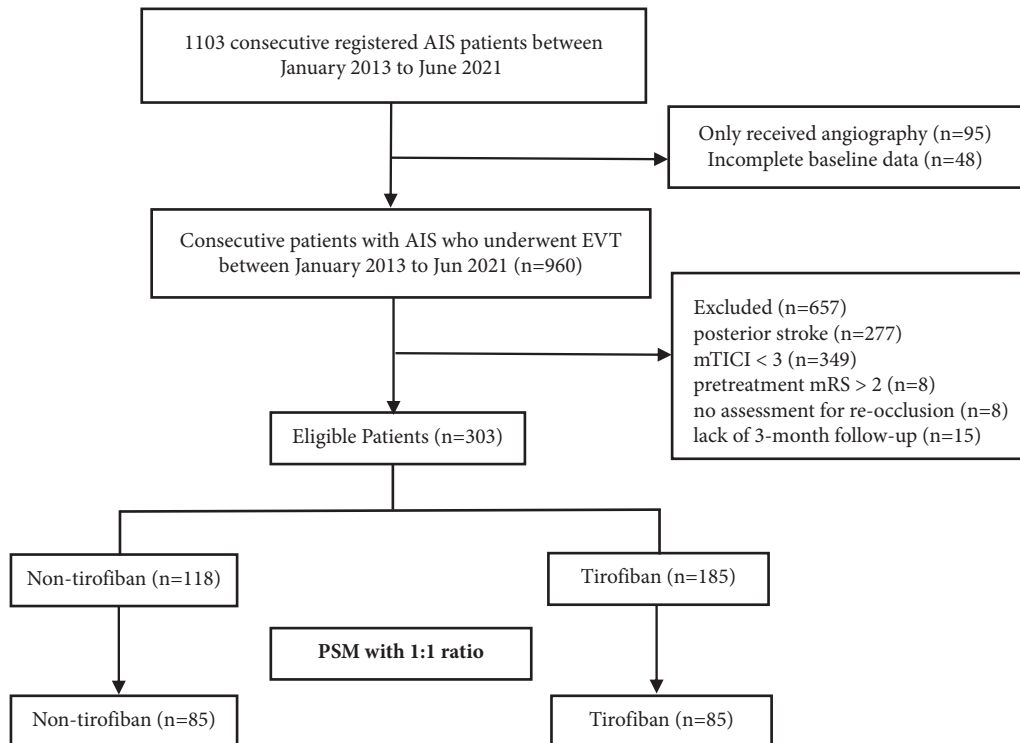 1103 consecutive registered AIS patients between
January 2013 to June 2021
Only received angiography (n=95)
Incomplete baseline data (n=48)
Consecutive patients with AIS who underwent EVT
between January 2013 to Jun 2021 (n=960)
Excluded (n=657)
posterior stroke (n=277)
mTICI < 3 (n=349)
pretreatment mRS > 2 (n=8)
no assessment for re-occlusion (n=8)
lack of 3-month follow-up (n=15)
Eligible Patients (n=303)
Non-tirofiban (n=118)
Tirofiban (n=185)
PSM with 1:1 ratio
Non-tirofiban (n=85)
Tirofiban (n=85)